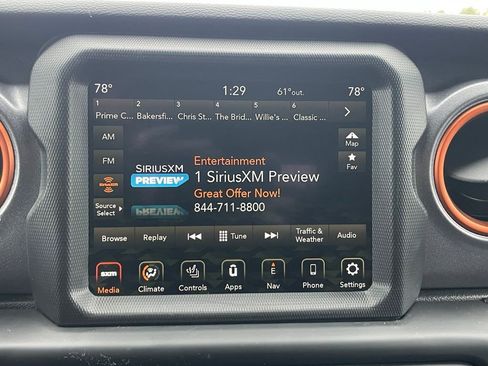 78° 1:29 61°out. 78°
1 2 3 4 5 6
Prime C... Bakersfi... Chris St... The Brid... Willie's ... Classic ...
AM
FM
SIRIUSXM
Source
Select
SIRIUSXM
PREVIEW
Entertainment
1 SiriusXM Preview
Great Offer Now!
844-711-8800
Map
Fav
Browse Replay Tune Traffic &
Weather Audio
SXM U E
Media Climate Controls Apps Nav Phone Settings